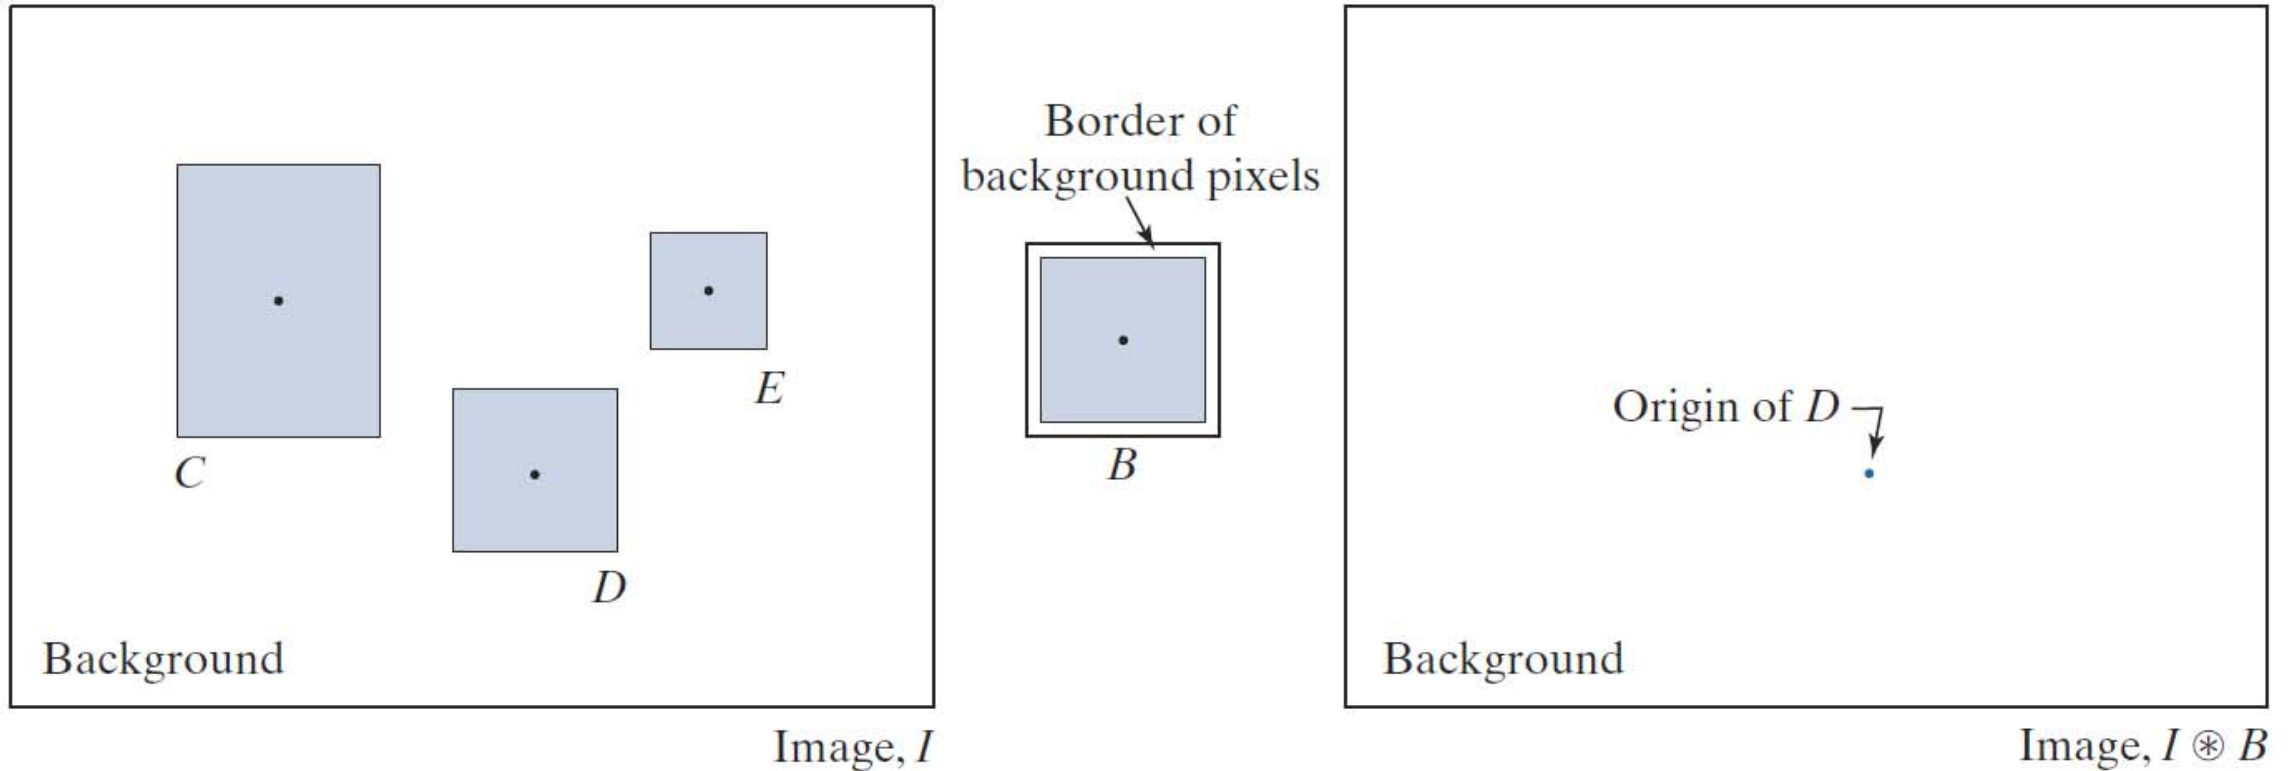 Border of
background pixels
E
C
D
Background
Image, I
B
Origin of D
Background
Image, I ⊛ B